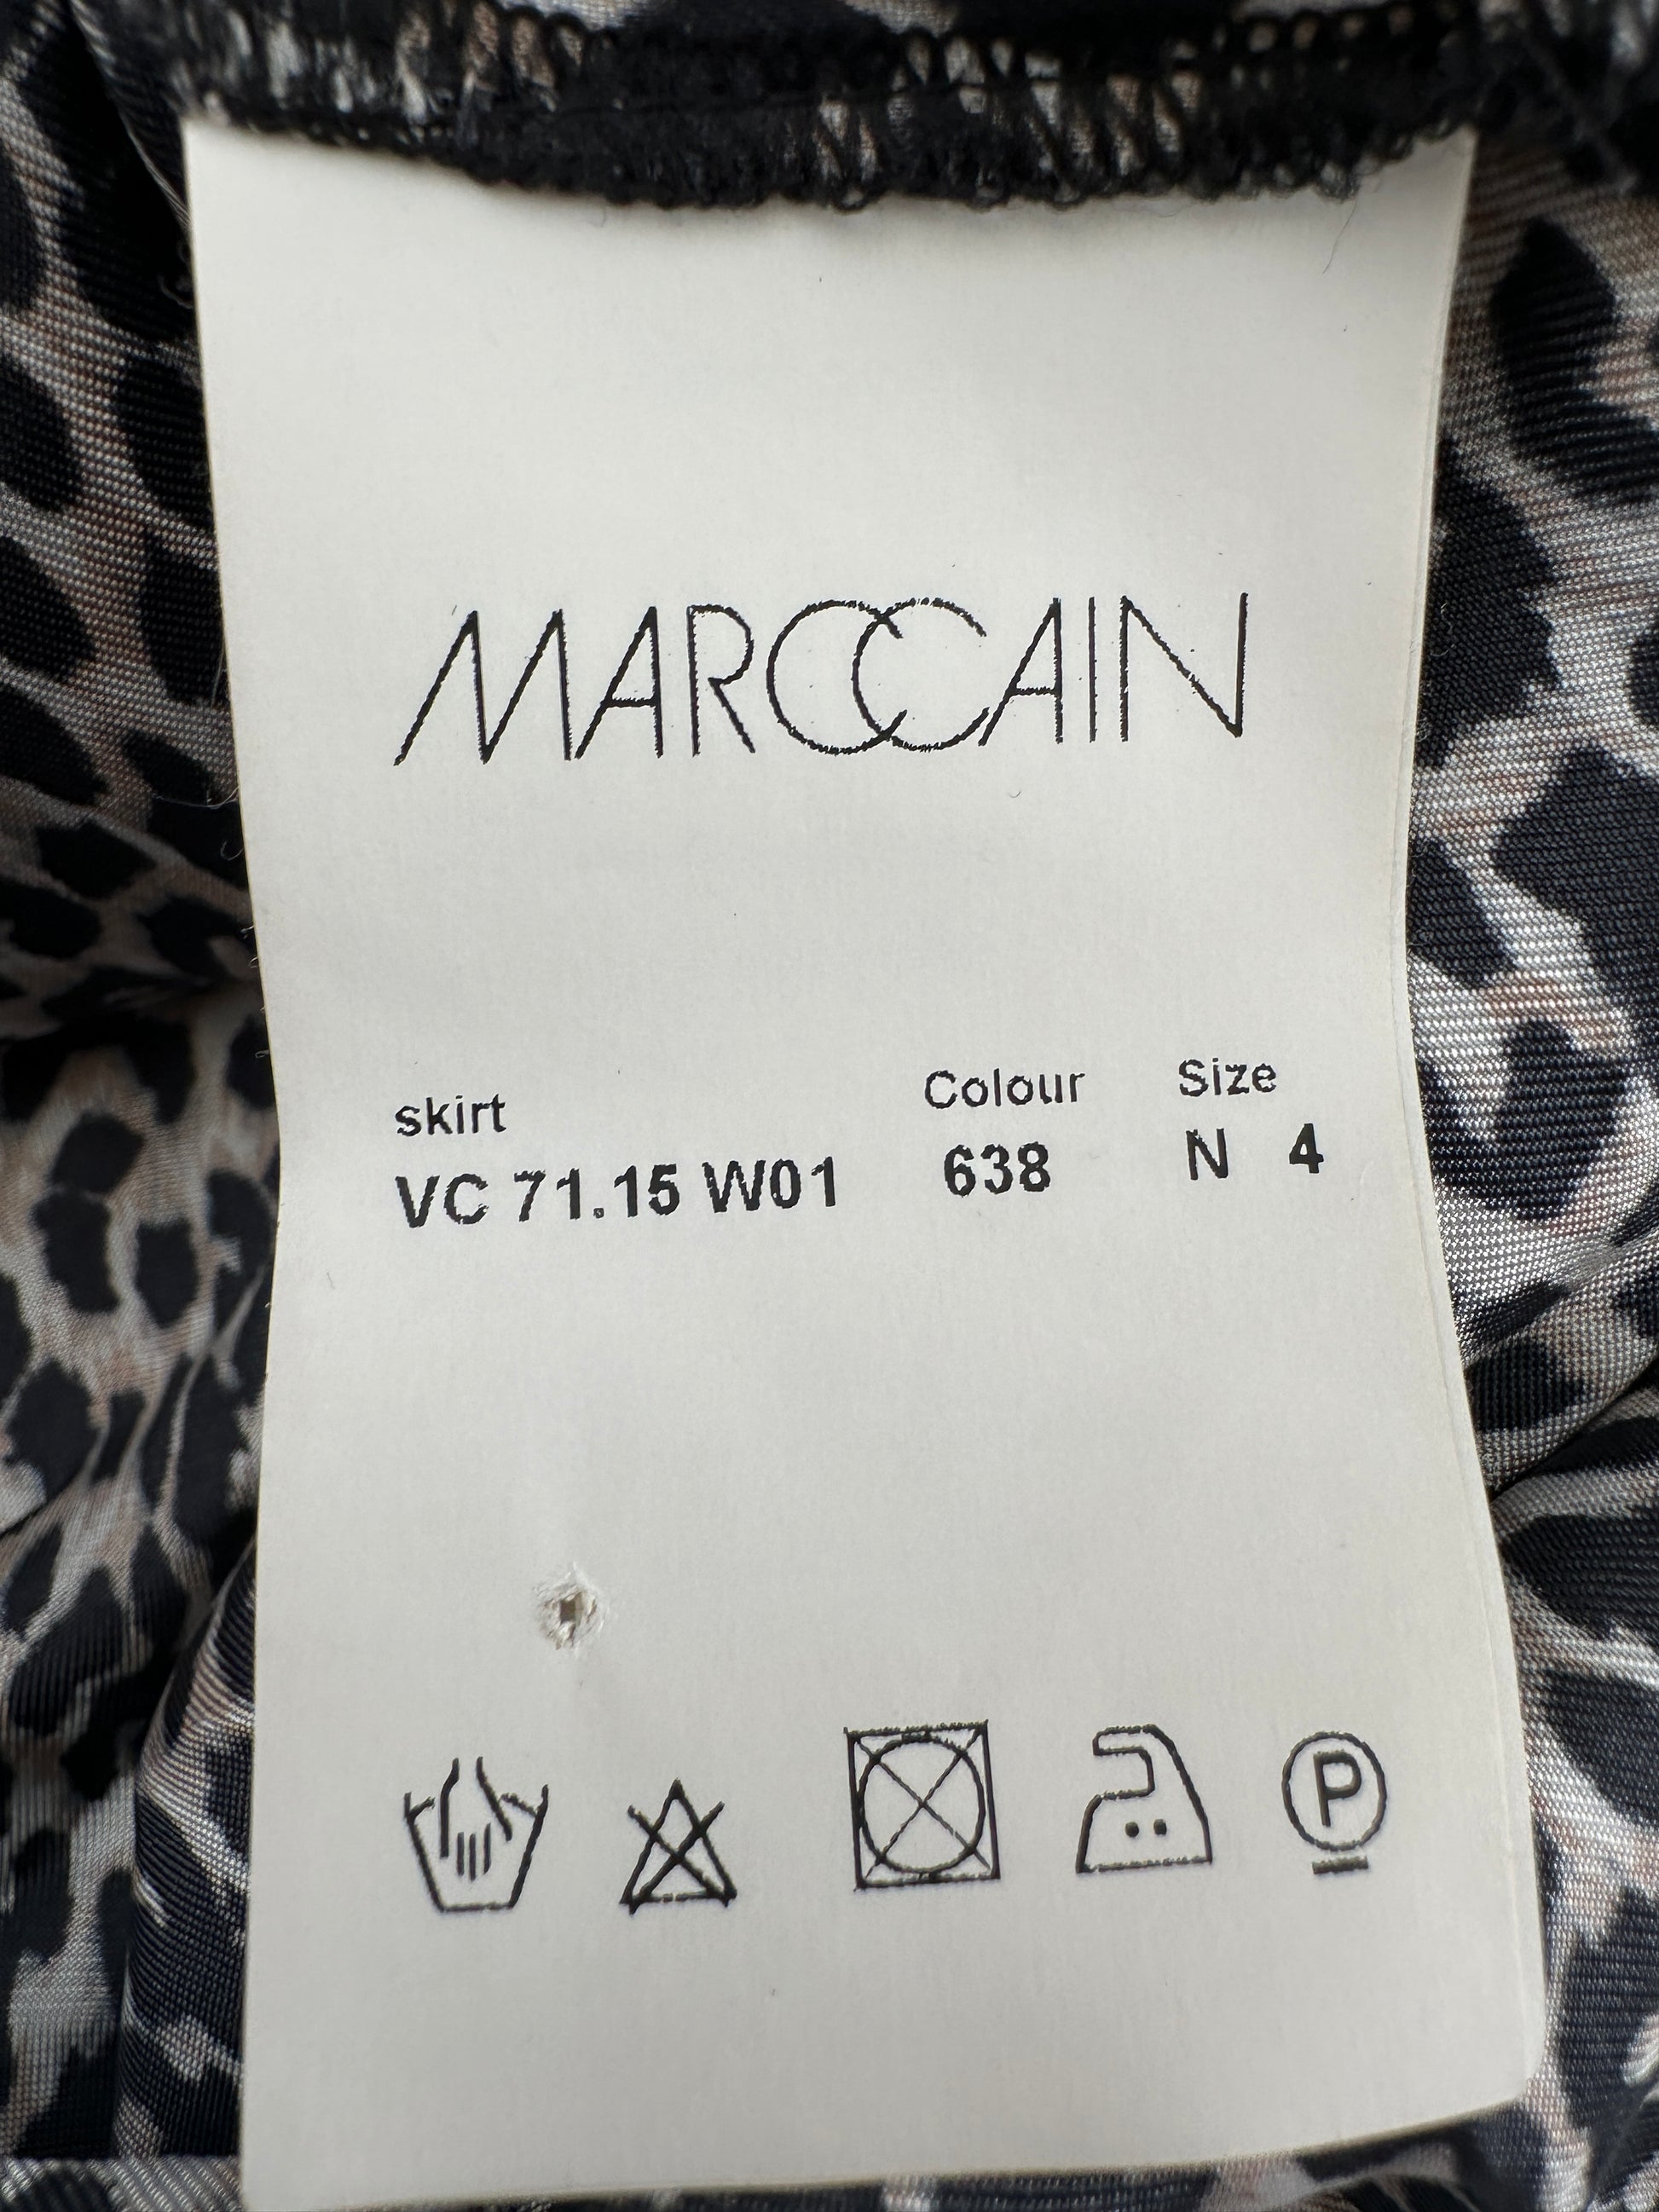 MARCCAIN
skirt Colour Size
VC 71.15 W01 638 N 4
P